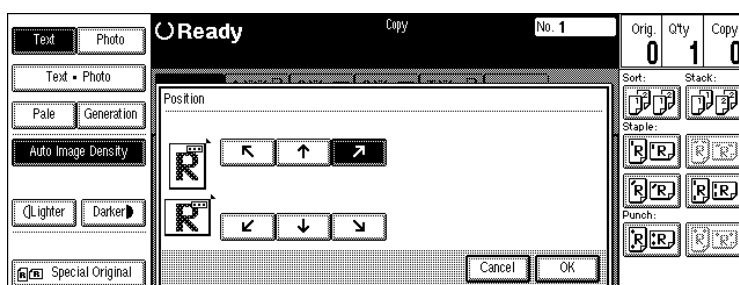 Text
Photo
Ready
Copy
No. 1
Orig.
Q'ty
Copy
0
1
0
Text • Photo
Sort:
Stack:
Position
Pale
Generation
Staple:
Auto Image Density
R
R
Lighter
Darker
Punch:
Cancel
OK
Special Original